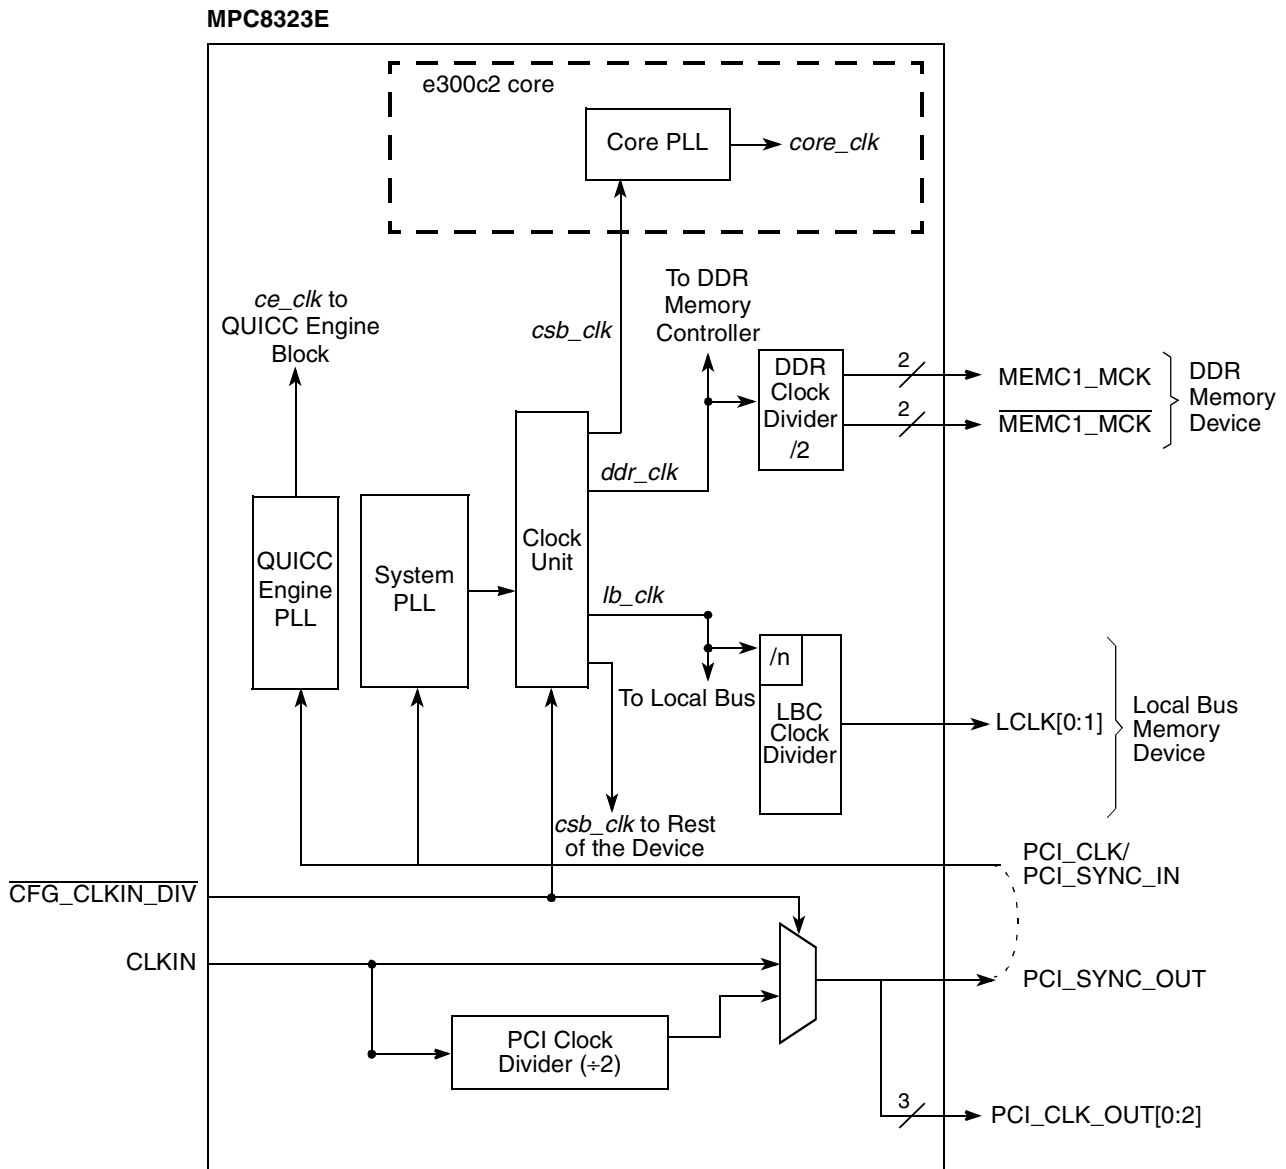 MPC8323E
e300c2 core
Core PLL
core_clk
To DDR
Memory
Controller
ce_clk to
QUICC Engine
Block
csb_clk
DDR
Clock
Divider
/2
2
MEMC1_MCK
2
MEMC1_MCK
DDR
Memory
Device
ddr_clk
QUICC
Engine
PLL
System
PLL
Clock
Unit
lb_clk
/n
To Local Bus
LBC
Clock
Divider
LCLK[0:1]
Local Bus
Memory
Device
csb_clk to Rest
of the Device
PCI_CLK/
PCI_SYNC_IN
CFG_CLKIN_DIV
CLKIN
PCI_SYNC_OUT
PCI Clock
Divider (÷2)
3
PCI_CLK_OUT[0:2]